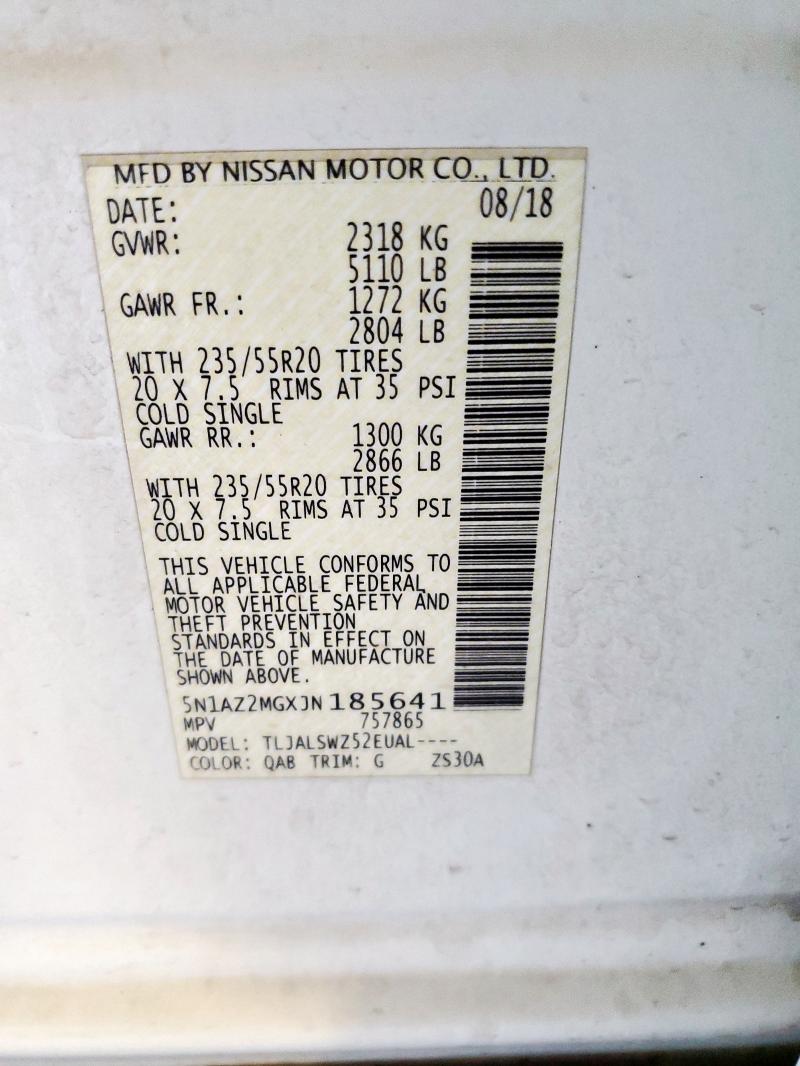 MFD BY NISSAN MOTOR CO., LTD.
DATE: 08/18
GVWR: 2318 KG
5110 LB
GAWR FR.: 1272 KG
2804 LB
WITH 235/55R20 TIRES
20 X 7.5 RIMS AT 35 PSI
COLD SINGLE
GAWR RR.: 1300 KG
2866 LB
WITH 235/55R20 TIRES
20 X 7.5 RIMS AT 35 PSI
COLD SINGLE
THIS VEHICLE CONFORMS TO
ALL APPLICABLE FEDERAL
MOTOR VEHICLE SAFETY AND
THEFT PREVENTION
STANDARDS IN EFFECT ON
THE DATE OF MANUFACTURE
SHOWN ABOVE.
5N1AZ2MGXJN185641
MPV 757865
MODEL: TLJALSWZ52EUAL----
COLOR: QAB TRIM: G ZS30A